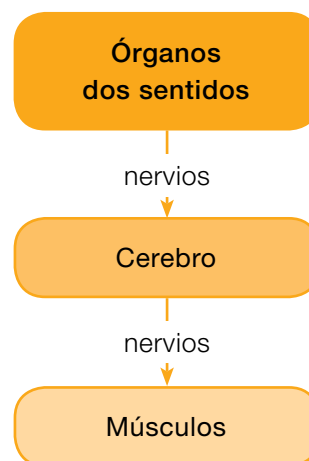 Órganos
dos sentidos
nervios
Cerebro
nervios
Músculos